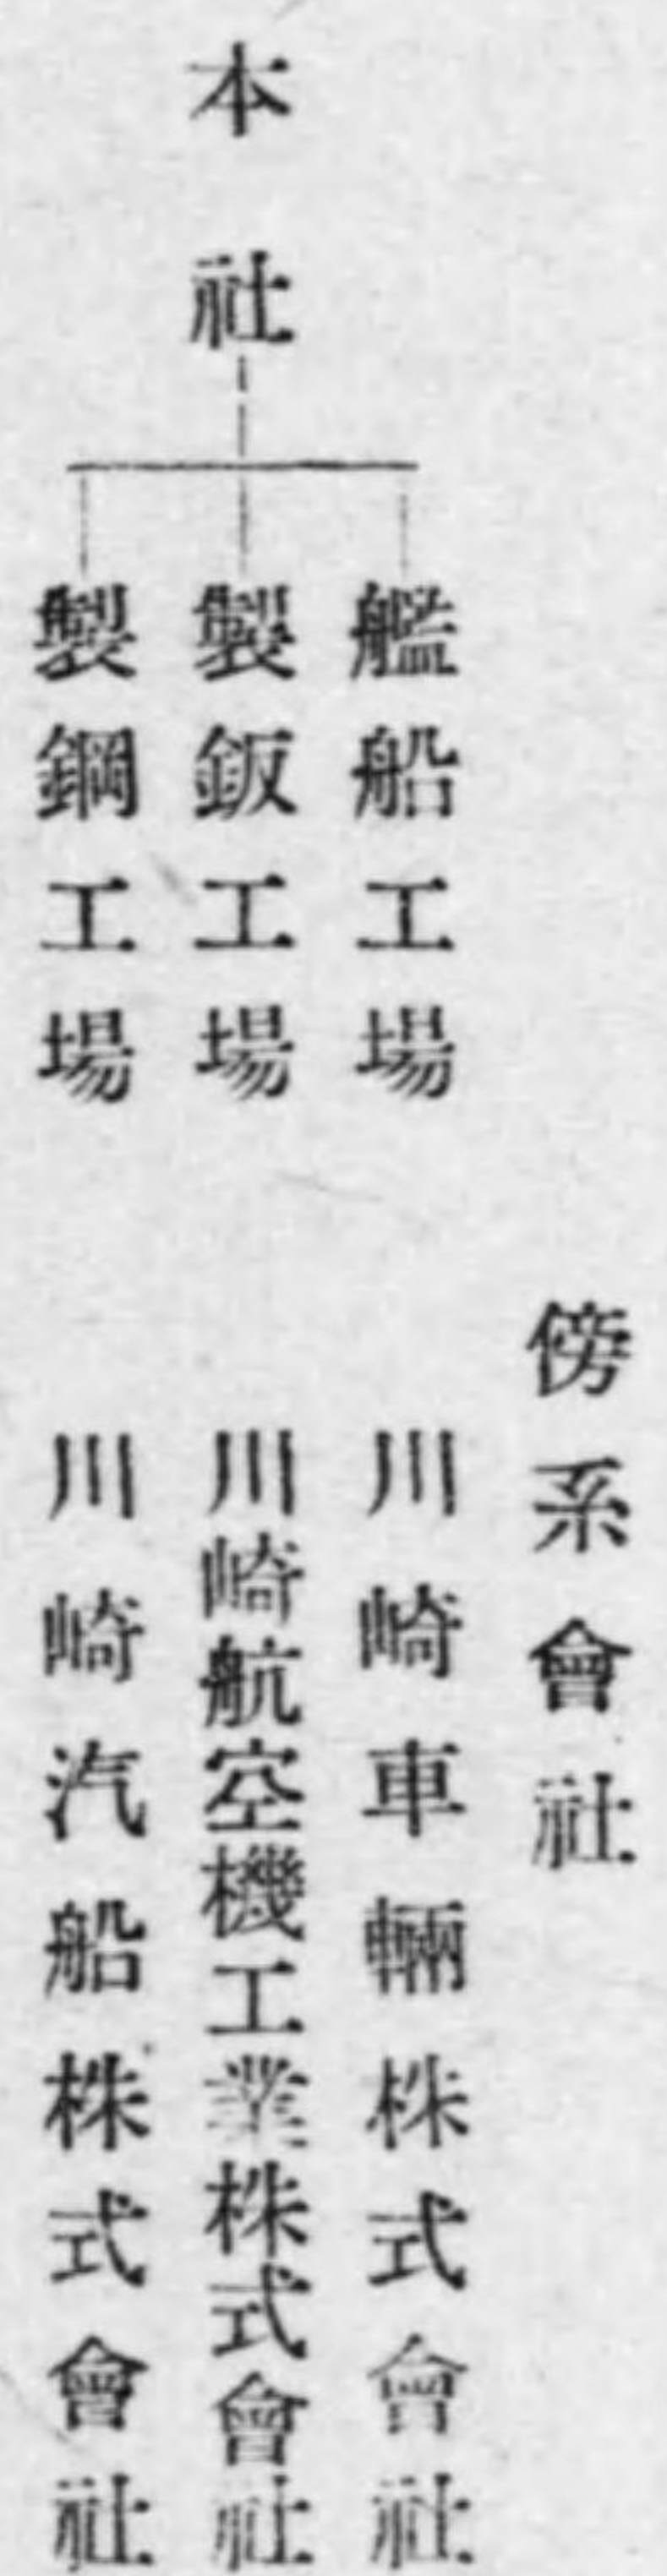 本社
艦船工場
製鈑工場
製鋼工場
傍系會社
川崎車輛株式會社
川崎航空機工業株式會社
川崎汽船株式會社